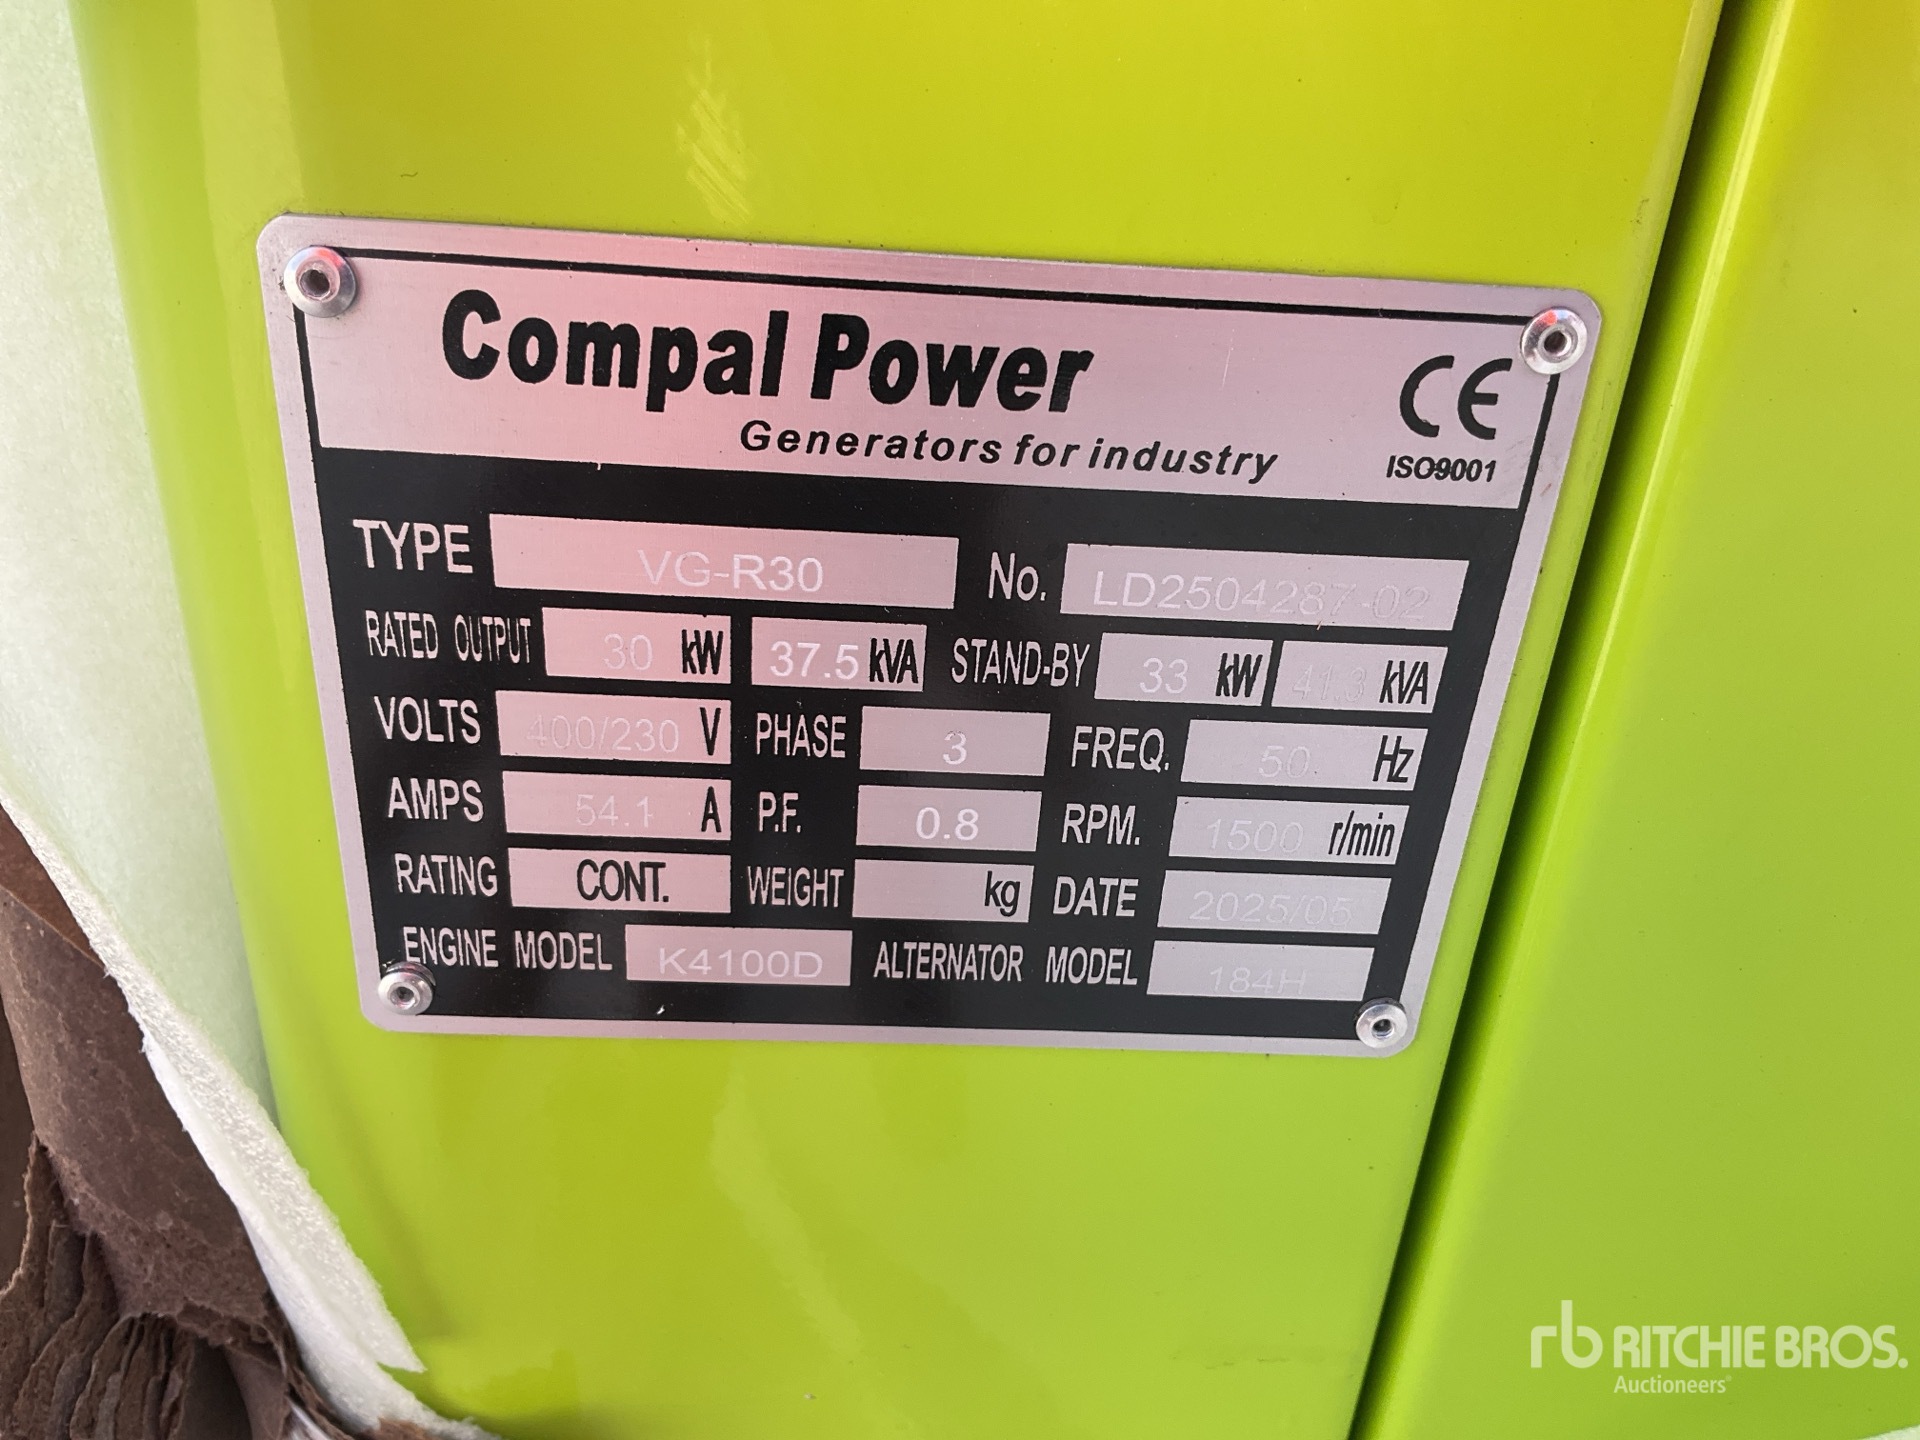 Compal Power
Generators for industry
CE
ISO9001
TYPE VG-R30 No. LD2504287-02
RATED OUTPUT 30 kW 37.5 kVA STAND-BY 33 kW 41.3 kVA
VOLTS 400/230 V PHASE 3 FREQ. 50 Hz
AMPS 54.1 A P.F. 0.8 RPM. 1500 r/min
RATING CONT. WEIGHT kg DATE 2025/05
ENGINE MODEL K4100D ALTERNATOR MODEL 184H
rb RITCHIE BROS.
Auctioneers